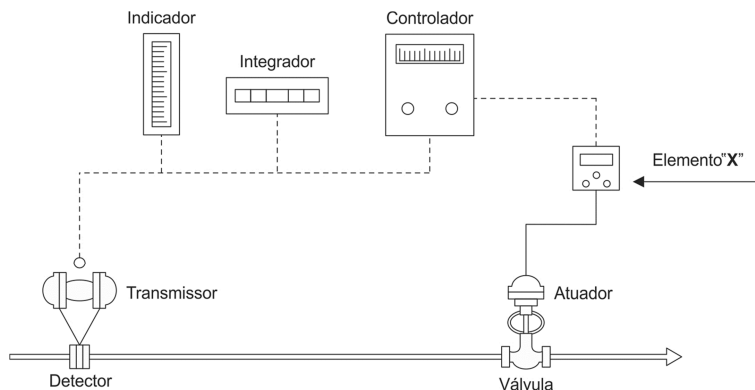 Indicador
Controlador
Integrador
Elemento"X"
Transmissor
Atuador
Detector
Válvula